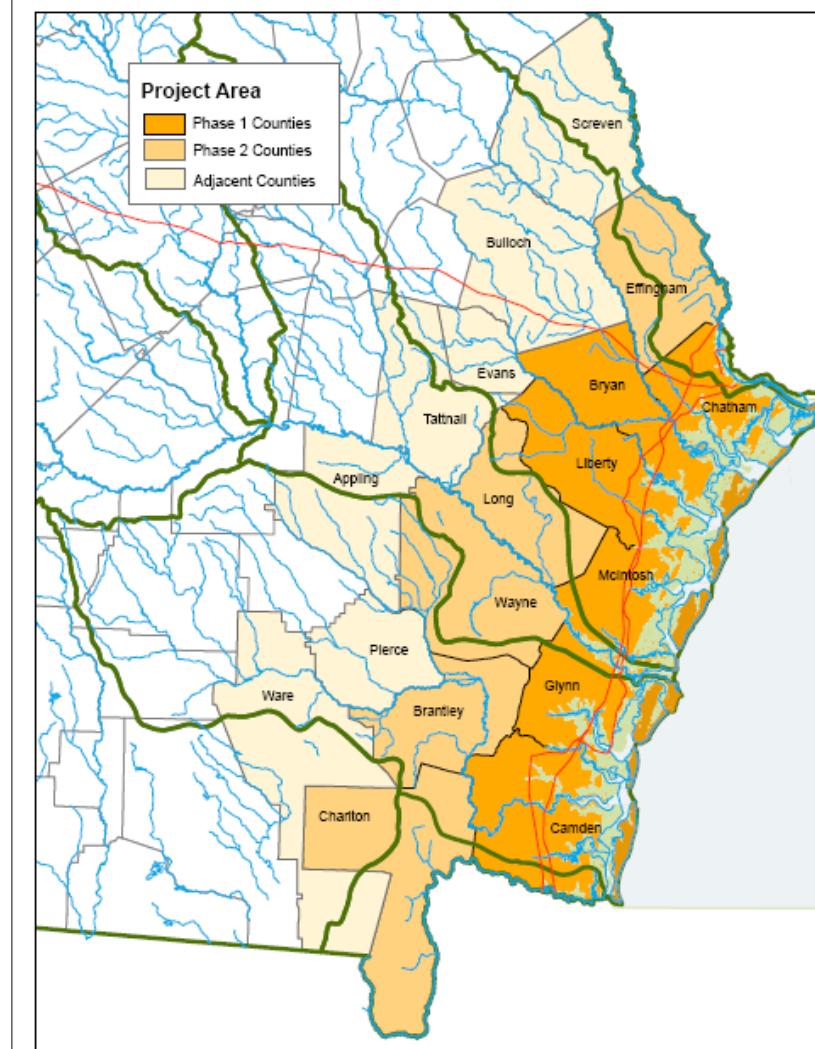 Project Area
Phase 1 Counties
Phase 2 Counties
Adjacent Counties
Screven
Bulloch
Effingham
Evans
Bryan
Chatham
Tattnall
Liberty
Appling
Long
McIntosh
Wayne
Pierce
Glynn
Ware
Brantley
Charlton
Camden